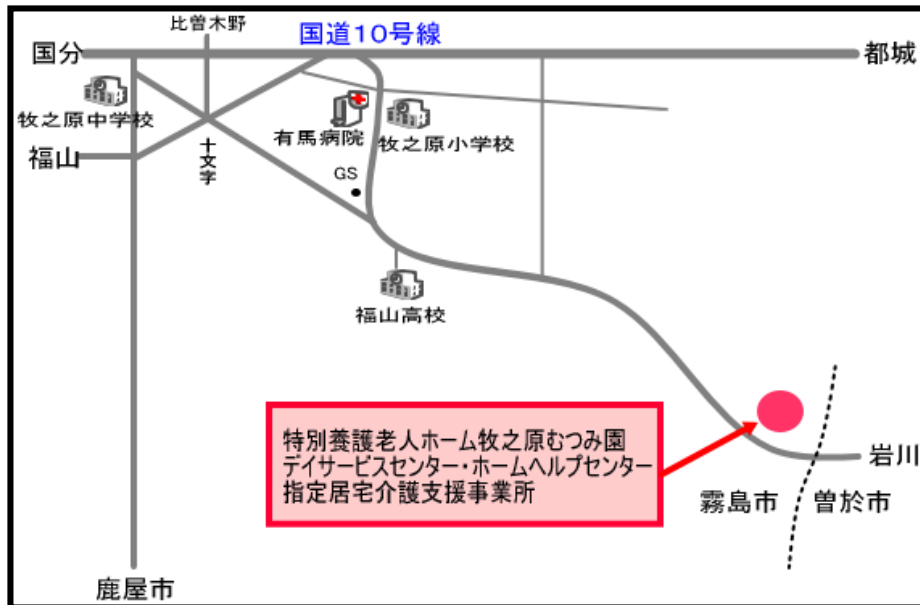 比曽木野
国道10号線
国分
都城
牧之原中学校
有馬病院
牧之原小学校
福山
十文字
GS
福山高校
特別養護老人ホーム牧之原むつみ園
デイサービスセンター・ホームヘルプセンター
指定居宅介護支援事業所
岩川
霧島市
曽於市
鹿屋市